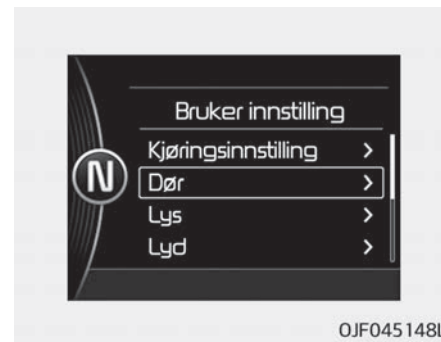 Bruker innstilling
Kjøringsinnstilling >
N
Dør >
Lys >
Lyd >
OJF045148L